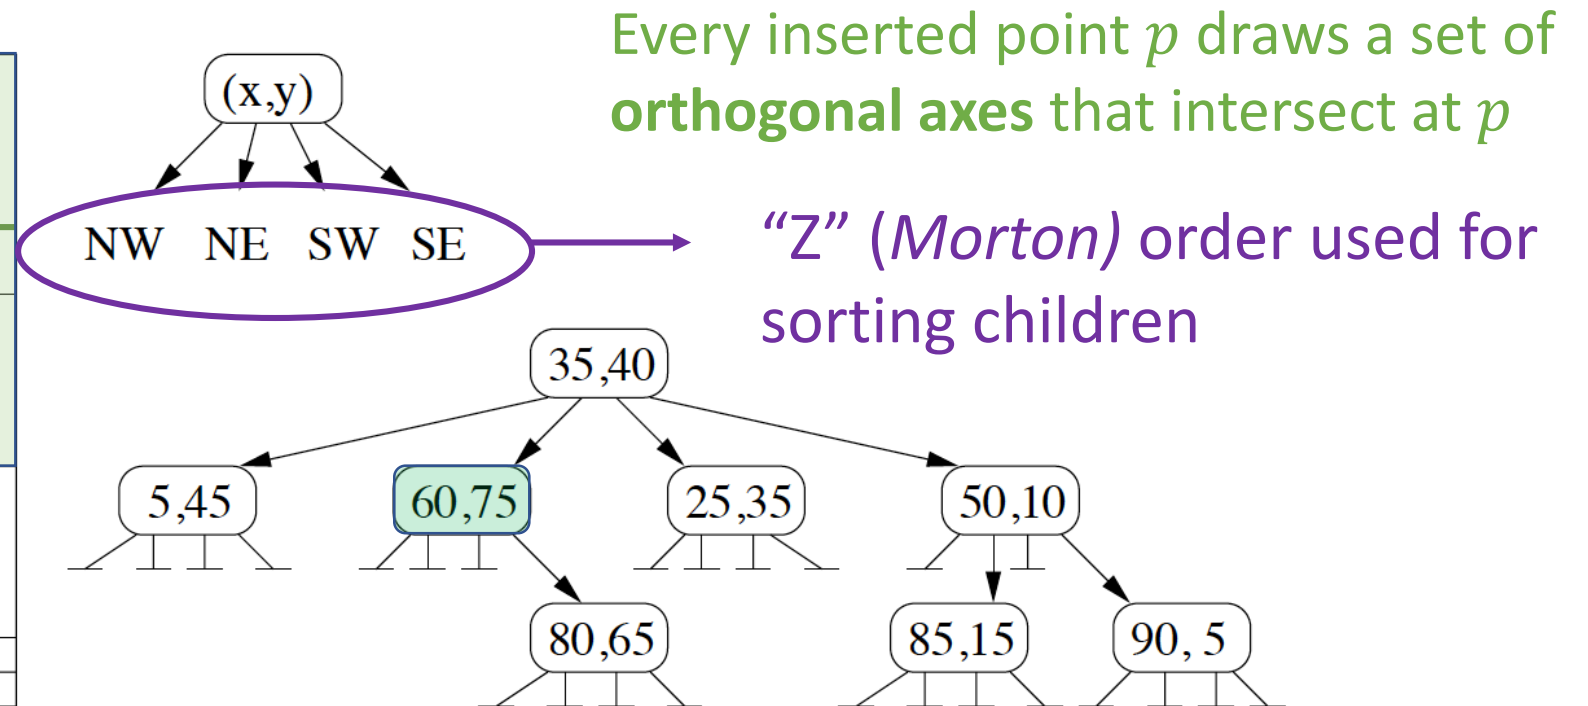 Every inserted point p draws a set of
orthogonal axes that intersect at p
(x,y)
NW NE SW SE
“Z” (Morton) order used for
sorting children
35,40
5,45 60,75 25,35 50,10
80,65 85,15 90, 5